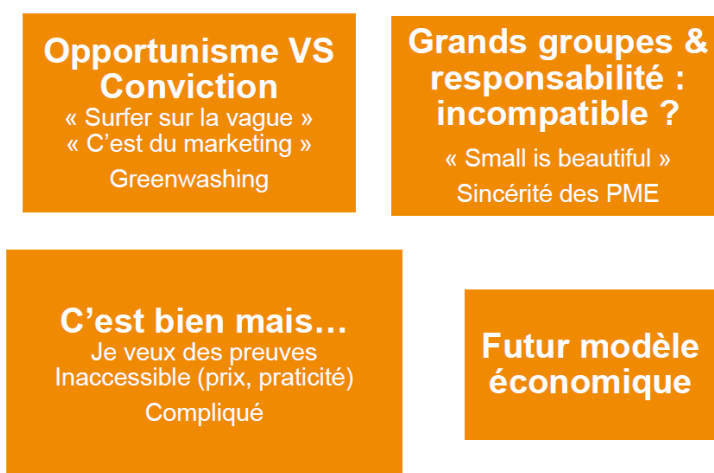 Opportunisme VS
Conviction
« Surfer sur la vague »
« C’est du marketing »
Greenwashing
Grands groupes &
responsabilité :
incompatible ?
« Small is beautiful »
Sincérité des PME
C’est bien mais…
Je veux des preuves
Inaccessible (prix, praticité)
Compliqué
Futur modèle
économique